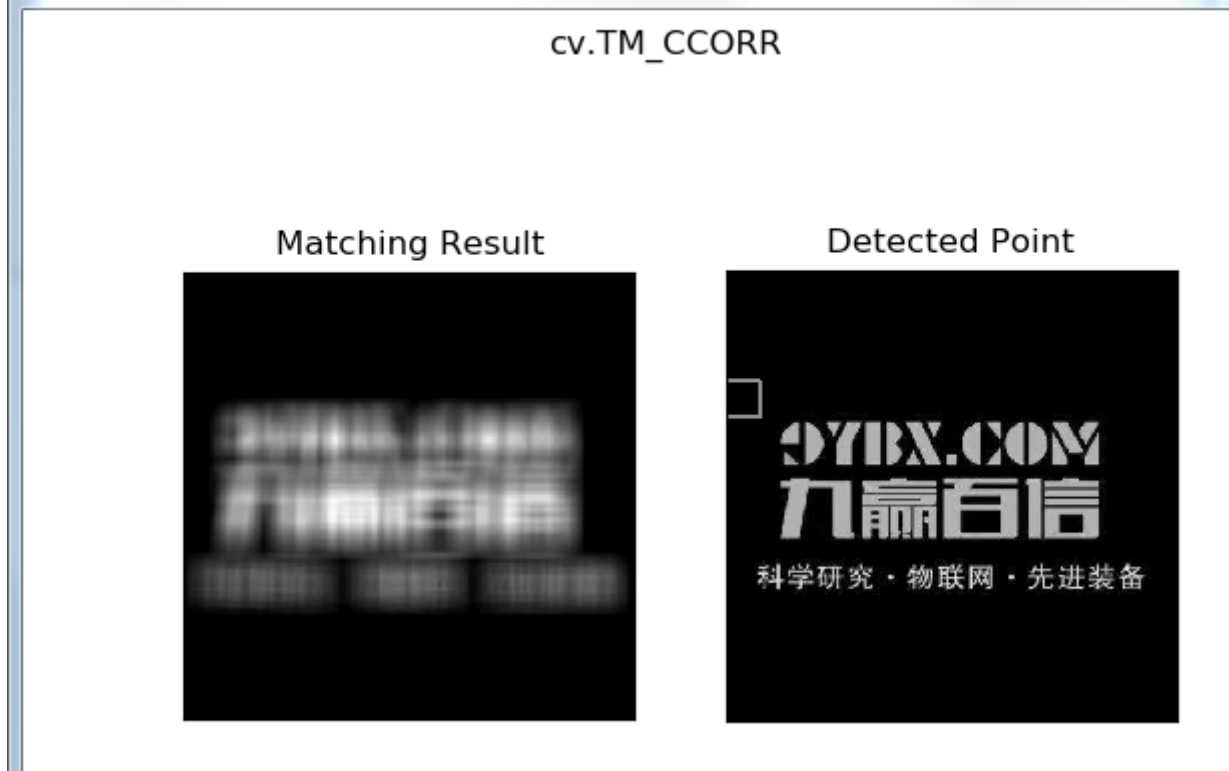 cv.TM_CCORR
Matching Result
Detected Point
9YBX.COM
九赢百信
科学研究·物联网·先进装备